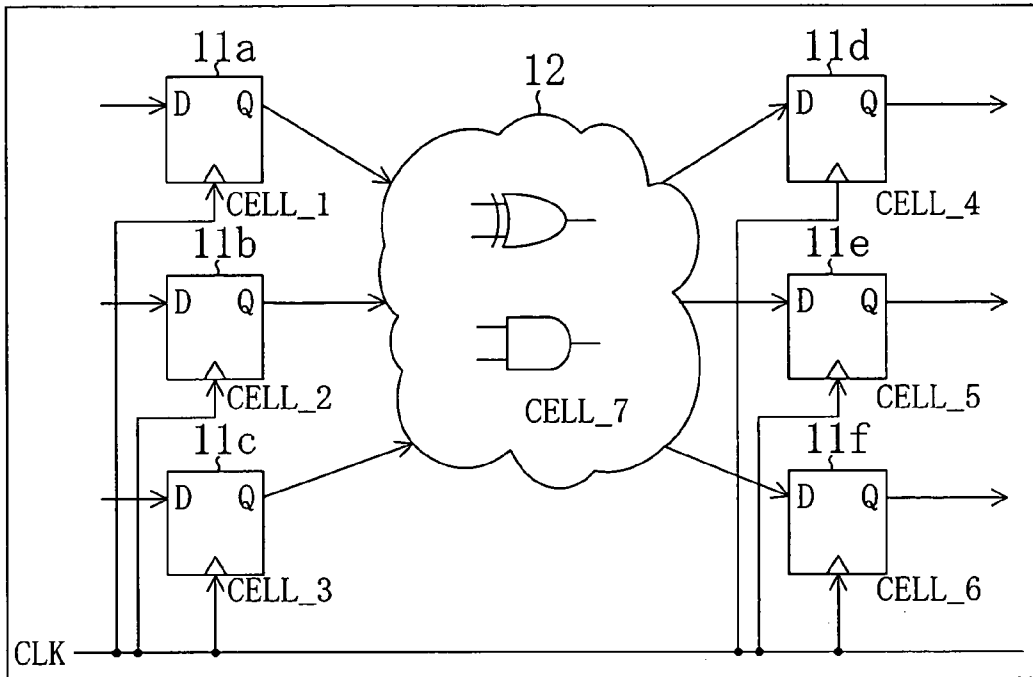 11a
D Q
CELL_1
11b
D Q
CELL_2
11c
D Q
CELL_3
12
CELL_7
11d
D Q
CELL_4
11e
D Q
CELL_5
11f
D Q
CELL_6
CLK